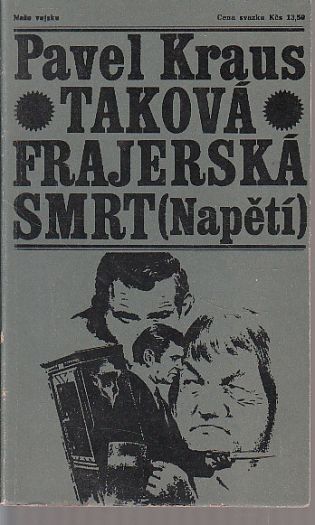 Naše vojsko
Cena svazku Kčs 13,50
Pavel Kraus
TAKOVÁ
FRAJERSKÁ
SMRT (Napětí)